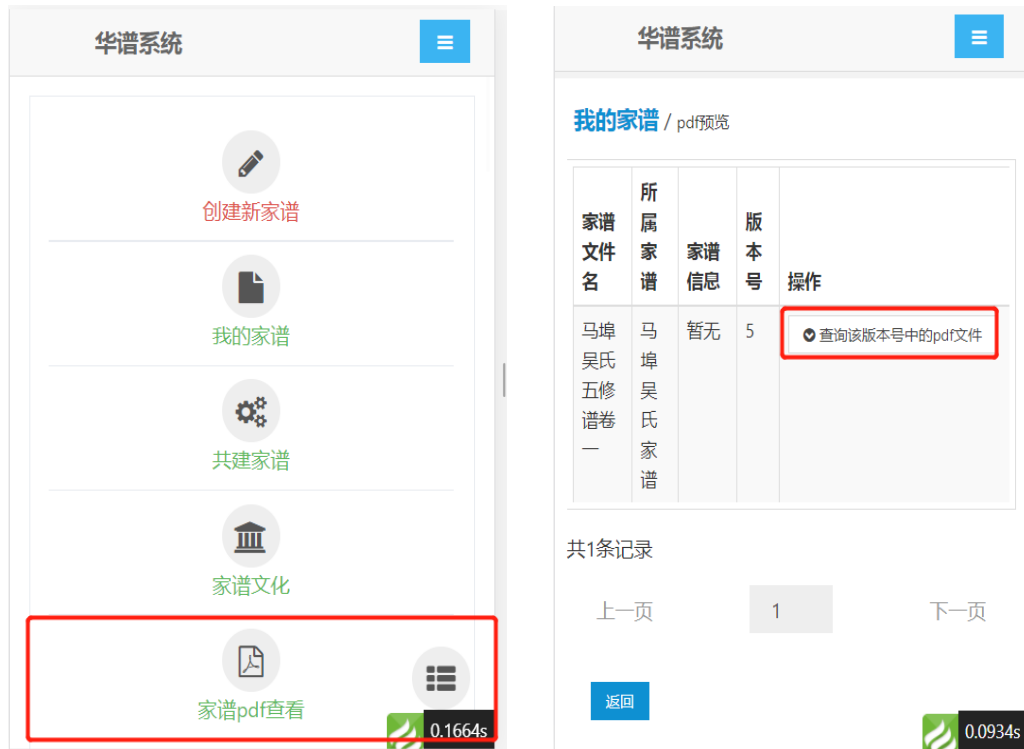 华谱系统
创建新家谱
我的家谱
共建家谱
家谱文化
家谱pdf查看
0.1664s
华谱系统
我的家谱 / pdf预览
家谱
文件
名
所
属
家
谱
家谱
信息
版
本
号
操作
马埠
吴氏
五修
谱卷
一
马
埠
吴
氏
家
谱
暂无
5
查询该版本号中的pdf文件
共1条记录
上一页
1
下一页
返回
0.0934s